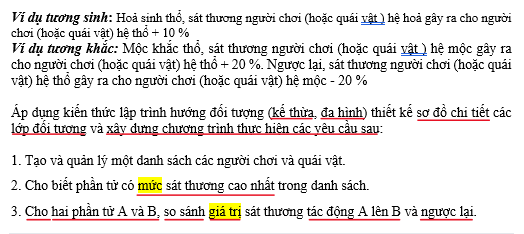 Ví dụ tương sinh: Hoả sinh thổ, sát thương người chơi (hoặc quái vật ) hệ hoả gây ra cho người
chơi (hoặc quái vật) hệ thổ + 10 %
Ví dụ tương khắc: Mộc khắc thổ, sát thương người chơi (hoặc quái vật ) hệ mộc gây ra
cho người chơi (hoặc quái vật) hệ thổ + 20 %. Ngược lại, sát thương người chơi (hoặc quái
vật) hệ thổ gây ra cho người chơi (hoặc quái vật) hệ mộc - 20 %
Áp dụng kiến thức lập trình hướng đối tượng (kế thừa, đa hình) thiết kế sơ đồ chi tiết các
lớp đối tượng và xây dựng chương trình thực hiện các yêu cầu sau:
1. Tạo và quản lý một danh sách các người chơi và quái vật.
2. Cho biết phần tử có mức sát thương cao nhất trong danh sách.
3. Cho hai phần tử A và B, so sánh giá trị sát thương tác động A lên B và ngược lại.